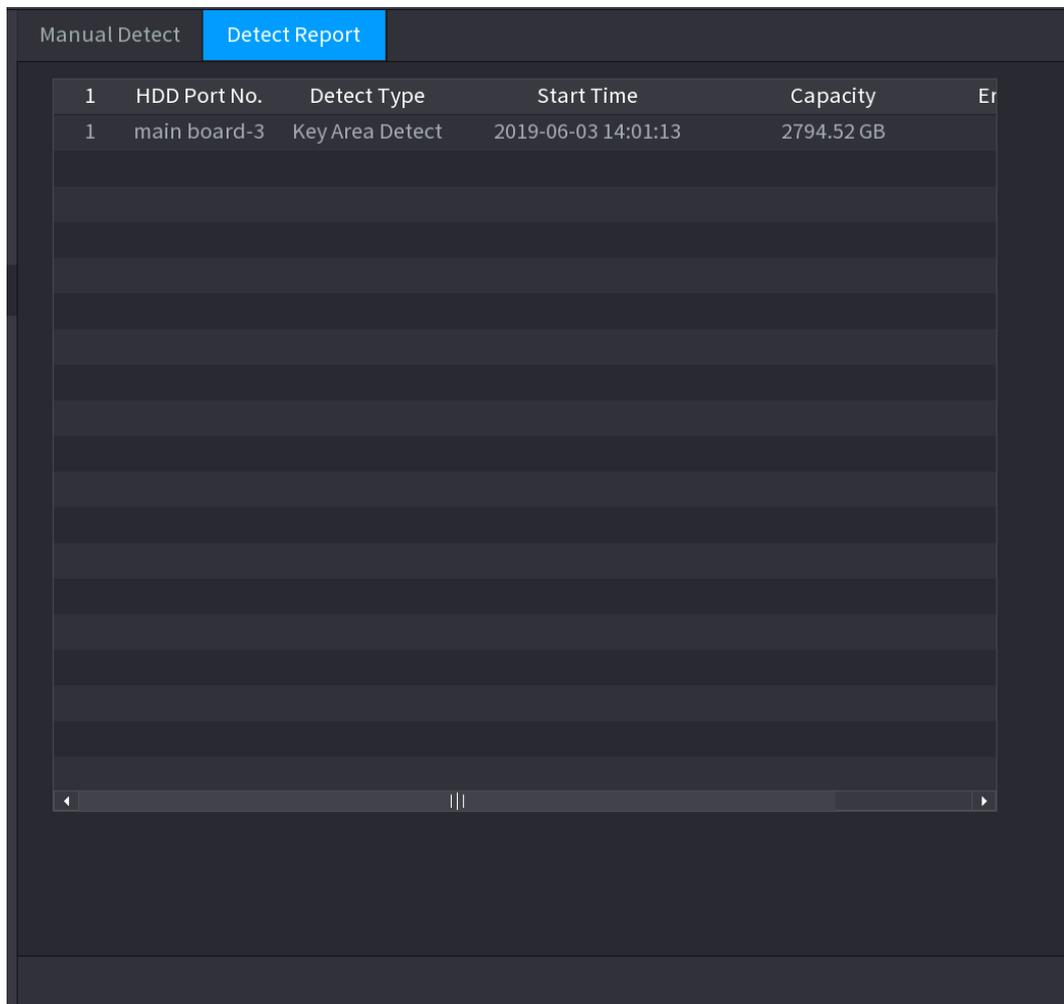 Manual Detect Detect Report
1 HDD Port No. Detect Type Start Time Capacity Er
1 main board-3 Key Area Detect 2019-06-03 14:01:13 2794.52 GB